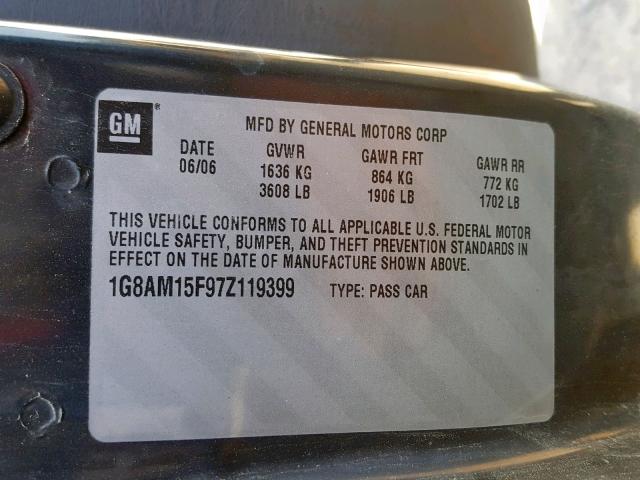 GM ®
MFD BY GENERAL MOTORS CORP
DATE GVWR GAWR FRT GAWR RR
06/06 1636 KG 864 KG 772 KG
3608 LB 1906 LB 1702 LB
THIS VEHICLE CONFORMS TO ALL APPLICABLE U.S. FEDERAL MOTOR
VEHICLE SAFETY, BUMPER, AND THEFT PREVENTION STANDARDS IN
EFFECT ON THE DATE OF MANUFACTURE SHOWN ABOVE.
1G8AM15F97Z119399 TYPE: PASS CAR